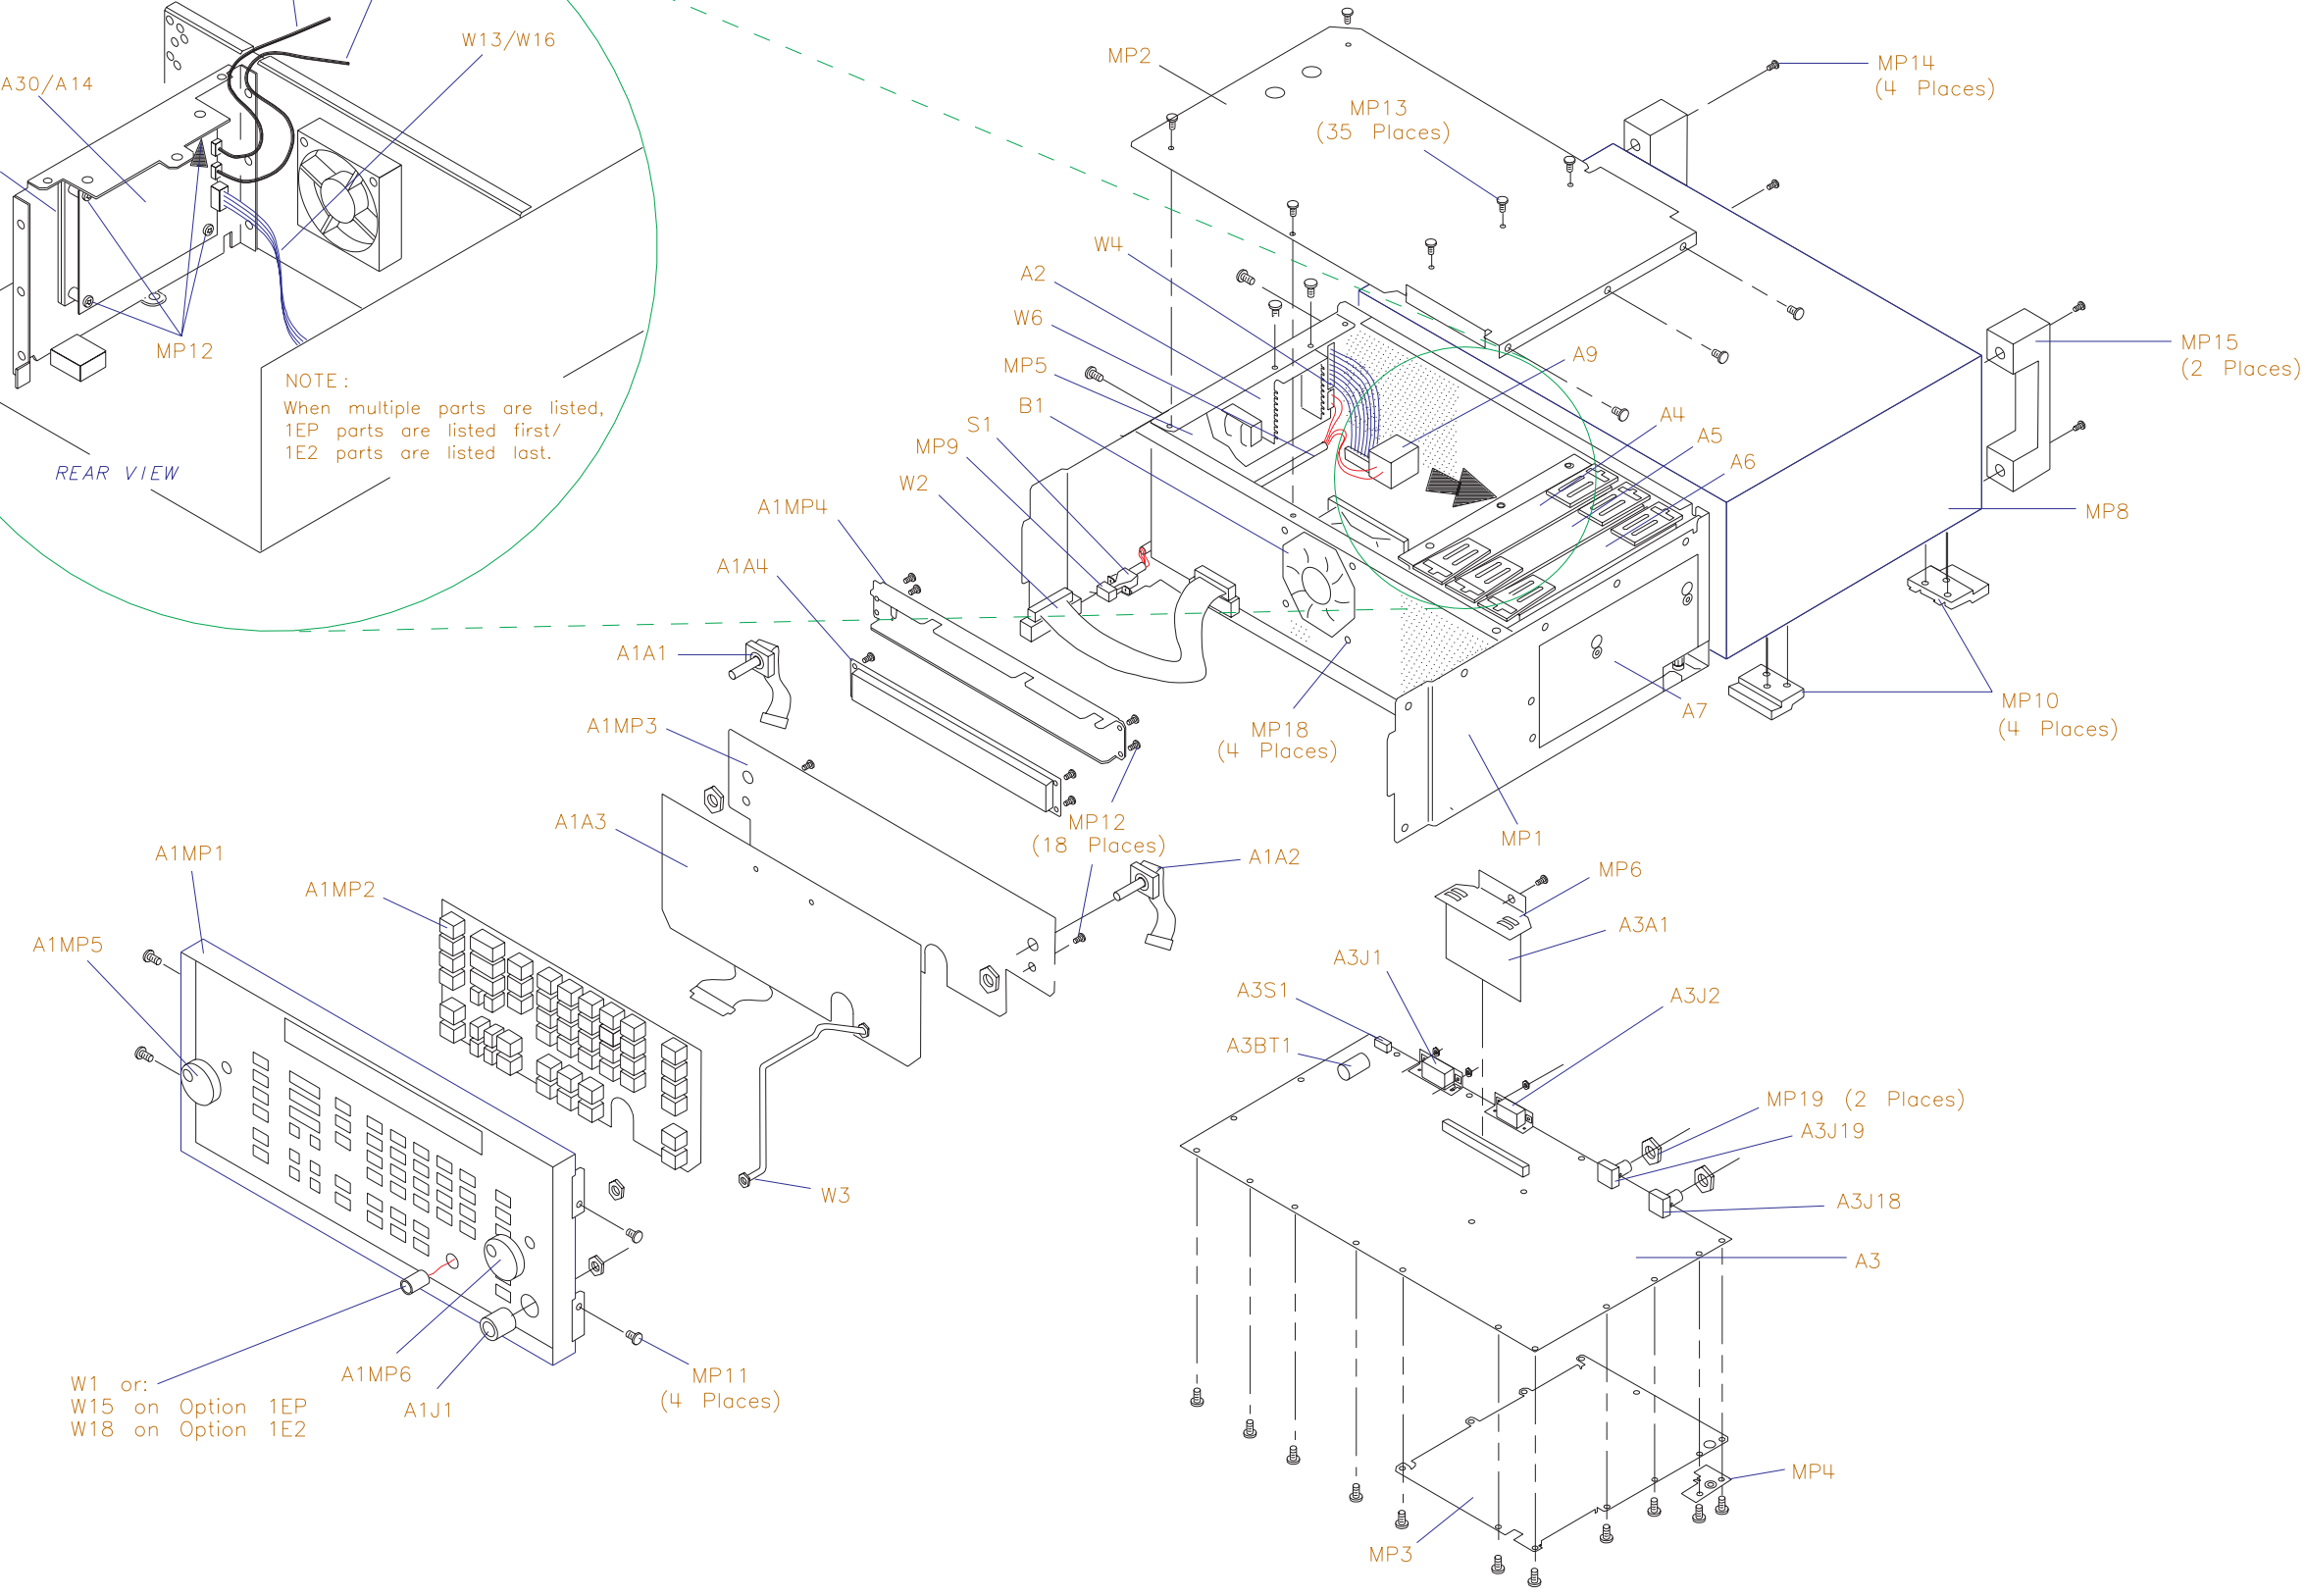 W13/W16
A30/A14
MP12
NOTE:
When multiple parts are listed,
1EP parts are listed first/
1E2 parts are listed last.
REAR VIEW
MP2
MP13
(35 Places)
MP14
(4 Places)
W4
A2
W6
MP5
B1
S1
MP9
W2
A9
A4
A5
A6
MP15
(2 Places)
MP8
MP10
(4 Places)
A7
MP18
(4 Places)
MP1
A1MP4
A1A4
A1A1
A1MP3
A1A3
MP12
(18 Places)
A1A2
A1MP1
A1MP2
A1MP5
W3
MP11
(4 Places)
A1MP6
A1J1
W1 or:
W15 on Option 1EP
W18 on Option 1E2
MP6
A3A1
A3J1
A3S1
A3J2
A3BT1
MP19 (2 Places)
A3J19
A3J18
A3
MP4
MP3